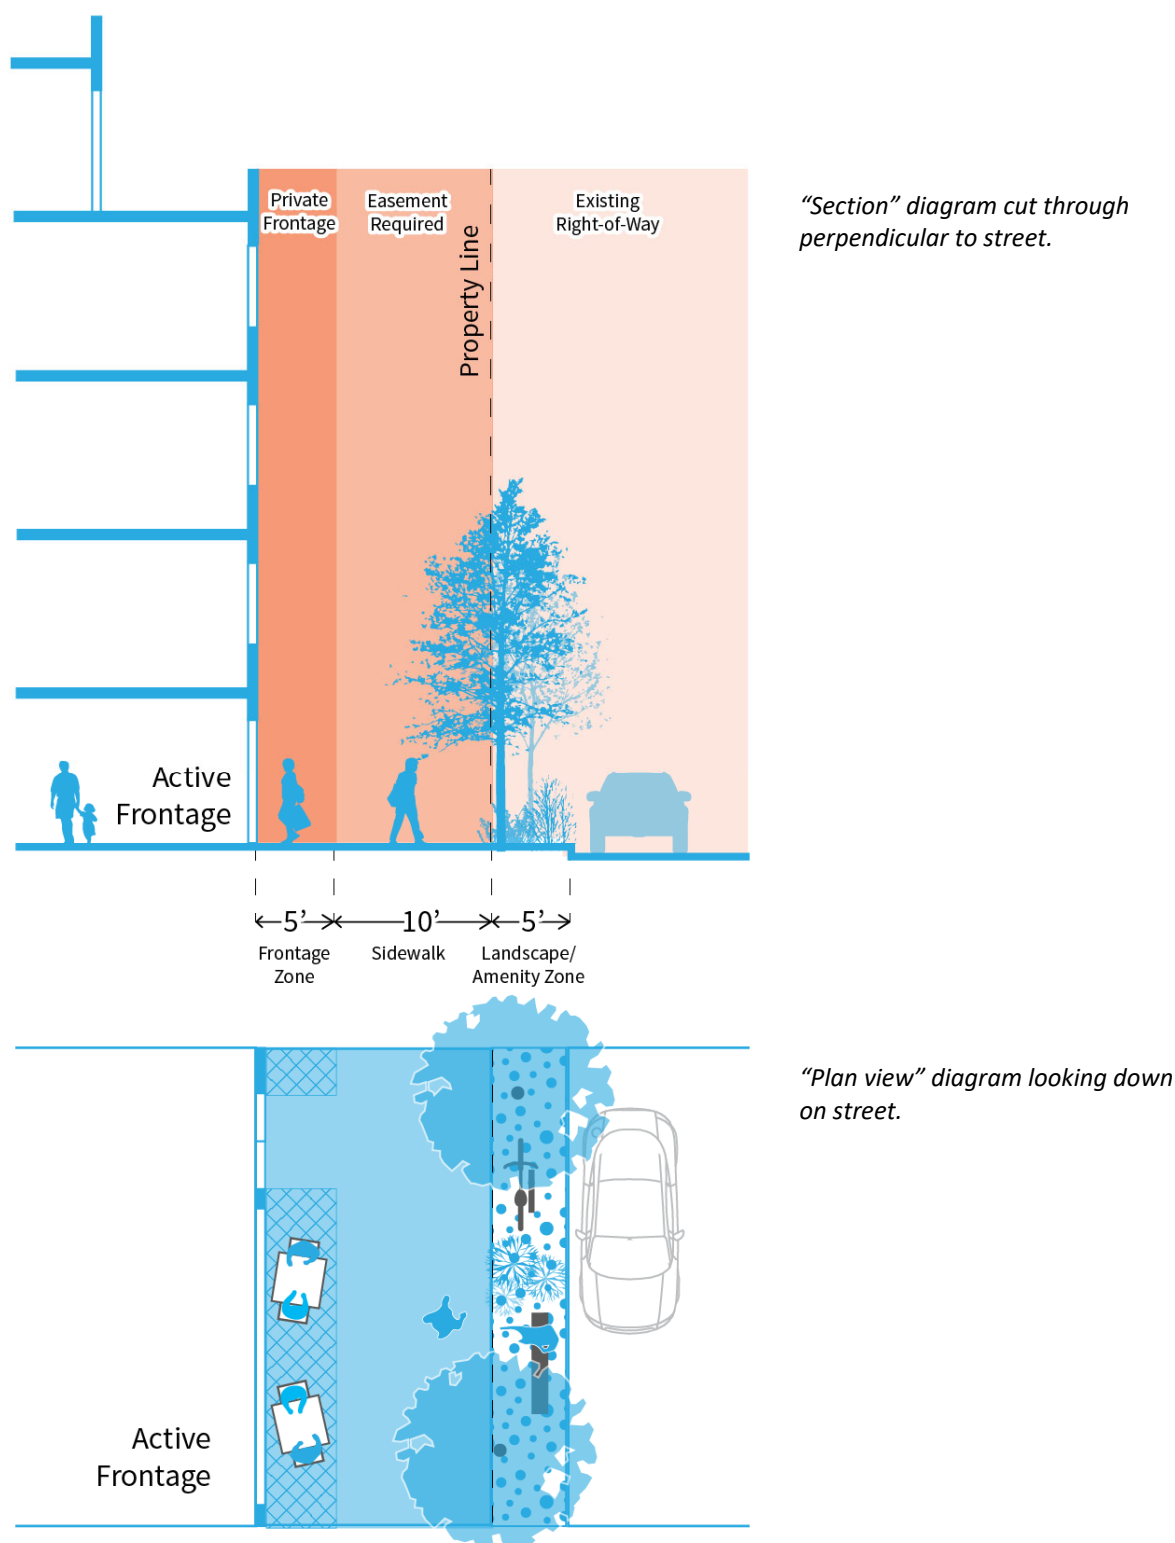 Private
Frontage
Easement
Required
Existing
Right-of-Way
“Section” diagram cut through
perpendicular to street.
Property Line
Active
Frontage
5’
10’
5’
Frontage
Zone
Sidewalk
Landscape/
Amenity Zone
“Plan view” diagram looking down
on street.
Active
Frontage